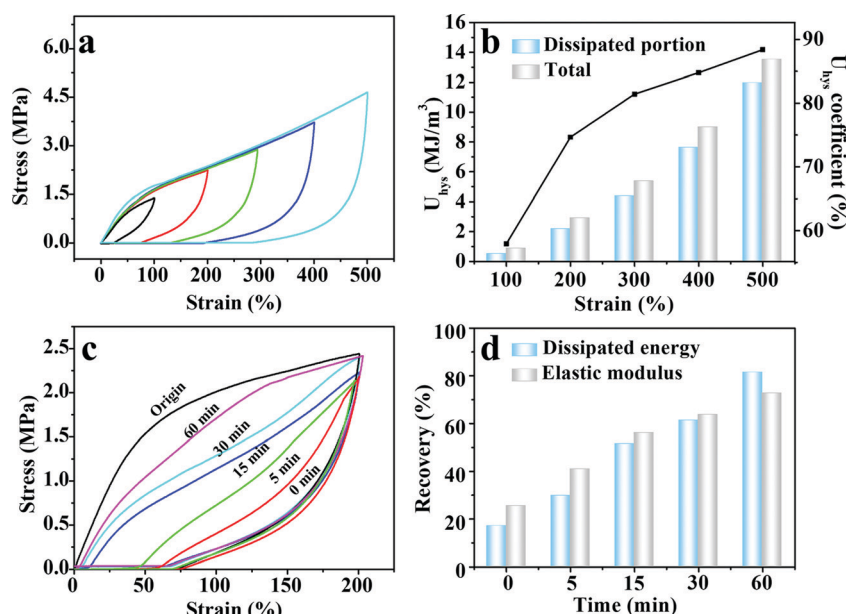 a
6.0
4.5
3.0
1.5
0.0
Stress (MPa)
0 100 200 300 400 500
Strain (%)
b
Dissipated portion
Total
16
14
12
10
8
6
4
2
0
U hys (MJ/m³)
90
80
70
60
U hys coefficient (%)
100 200 300 400 500
Strain (%)
c
2.5
2.0
1.5
1.0
0.5
0.0
Stress (MPa)
Origin
60 min
30 min
15 min
5 min
0 min
0 50 100 150 200
Strain (%)
d
Dissipated energy
Elastic modulus
100
80
60
40
20
0
Recovery (%)
0 5 15 30 60
Time (min)